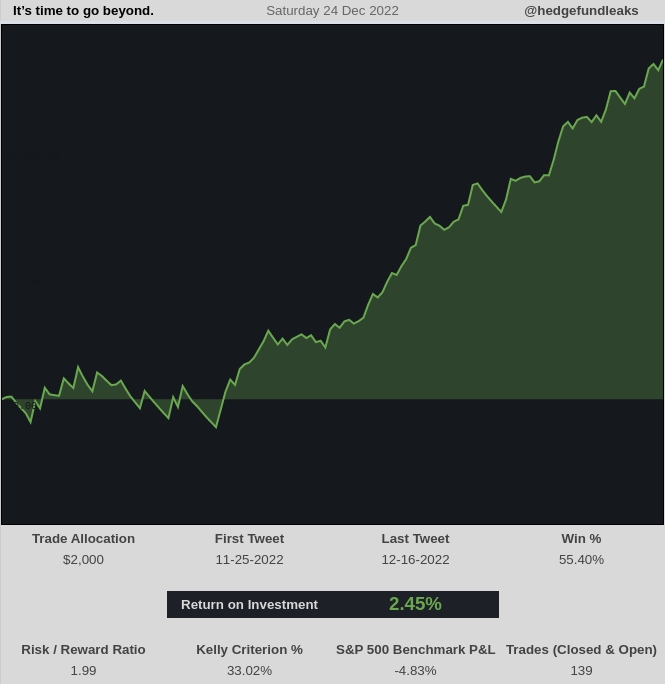 It's time to go beyond. Saturday 24 Dec 2022 @hedgefundleaks
Trade Allocation First Tweet Last Tweet Win %
$2,000 11-25-2022 12-16-2022 55.40%
Return on Investment 2.45%
Risk / Reward Ratio Kelly Criterion % S&P 500 Benchmark P&L Trades (Closed & Open)
1.99 33.02% -4.83% 139